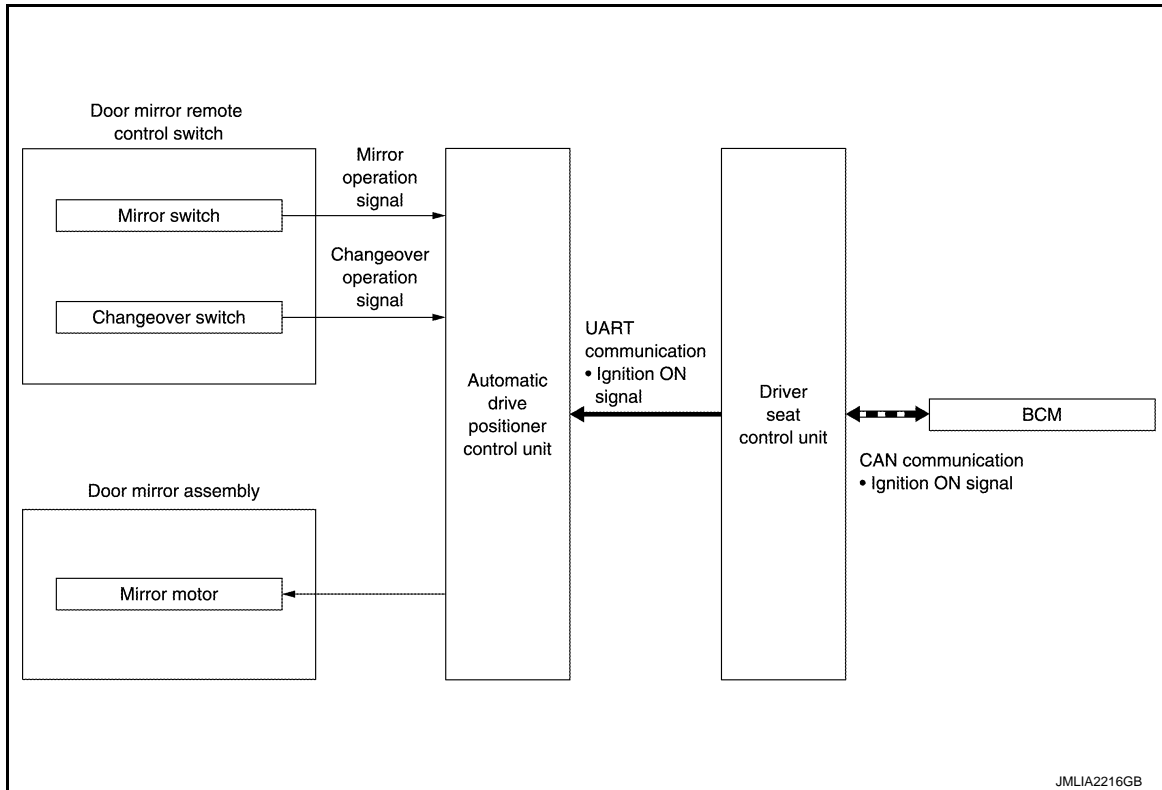 Door mirror remote
control switch
Mirror switch
Changeover switch
Mirror
operation
signal
Changeover
operation
signal
Automatic
drive
positioner
control unit
UART
communication
• Ignition ON
signal
Driver
seat
control unit
BCM
CAN communication
• Ignition ON signal
Door mirror assembly
Mirror motor
JMLIA2216GB